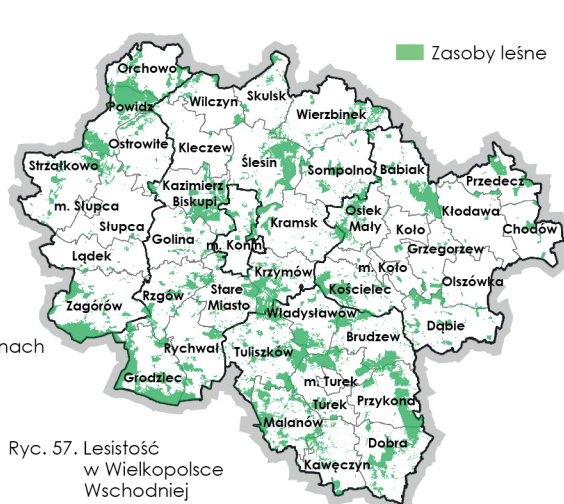 Zasoby leśne
Orchowo
Powidz
Wilczyn
Skulsk
Wierzbinek
Ostrowite
Kleczew
Strzałkowo
Ślesin
Sompolno
Babiak
Przedecz
Kazimierz
Biskupi
m. Słupca
Słupca
Osiek
Mały
Kłodawa
Kramsk
Koło
Chodów
Golina
m. Konin
Grzegorzew
Lądek
Krzymów
m. Koło
Olszówka
Zagórów
Rzgów
Stare
Miasto
Kościelec
Władysławów
Dąbie
Brudzew
nach
Rychwał
Tuliszków
Grodziec
m. Turek
Turek
Przykona
Malanów
Dobra
Kawęczyn
Ryc. 57. Lesistość
w Wielkopolsce
Wschodniej